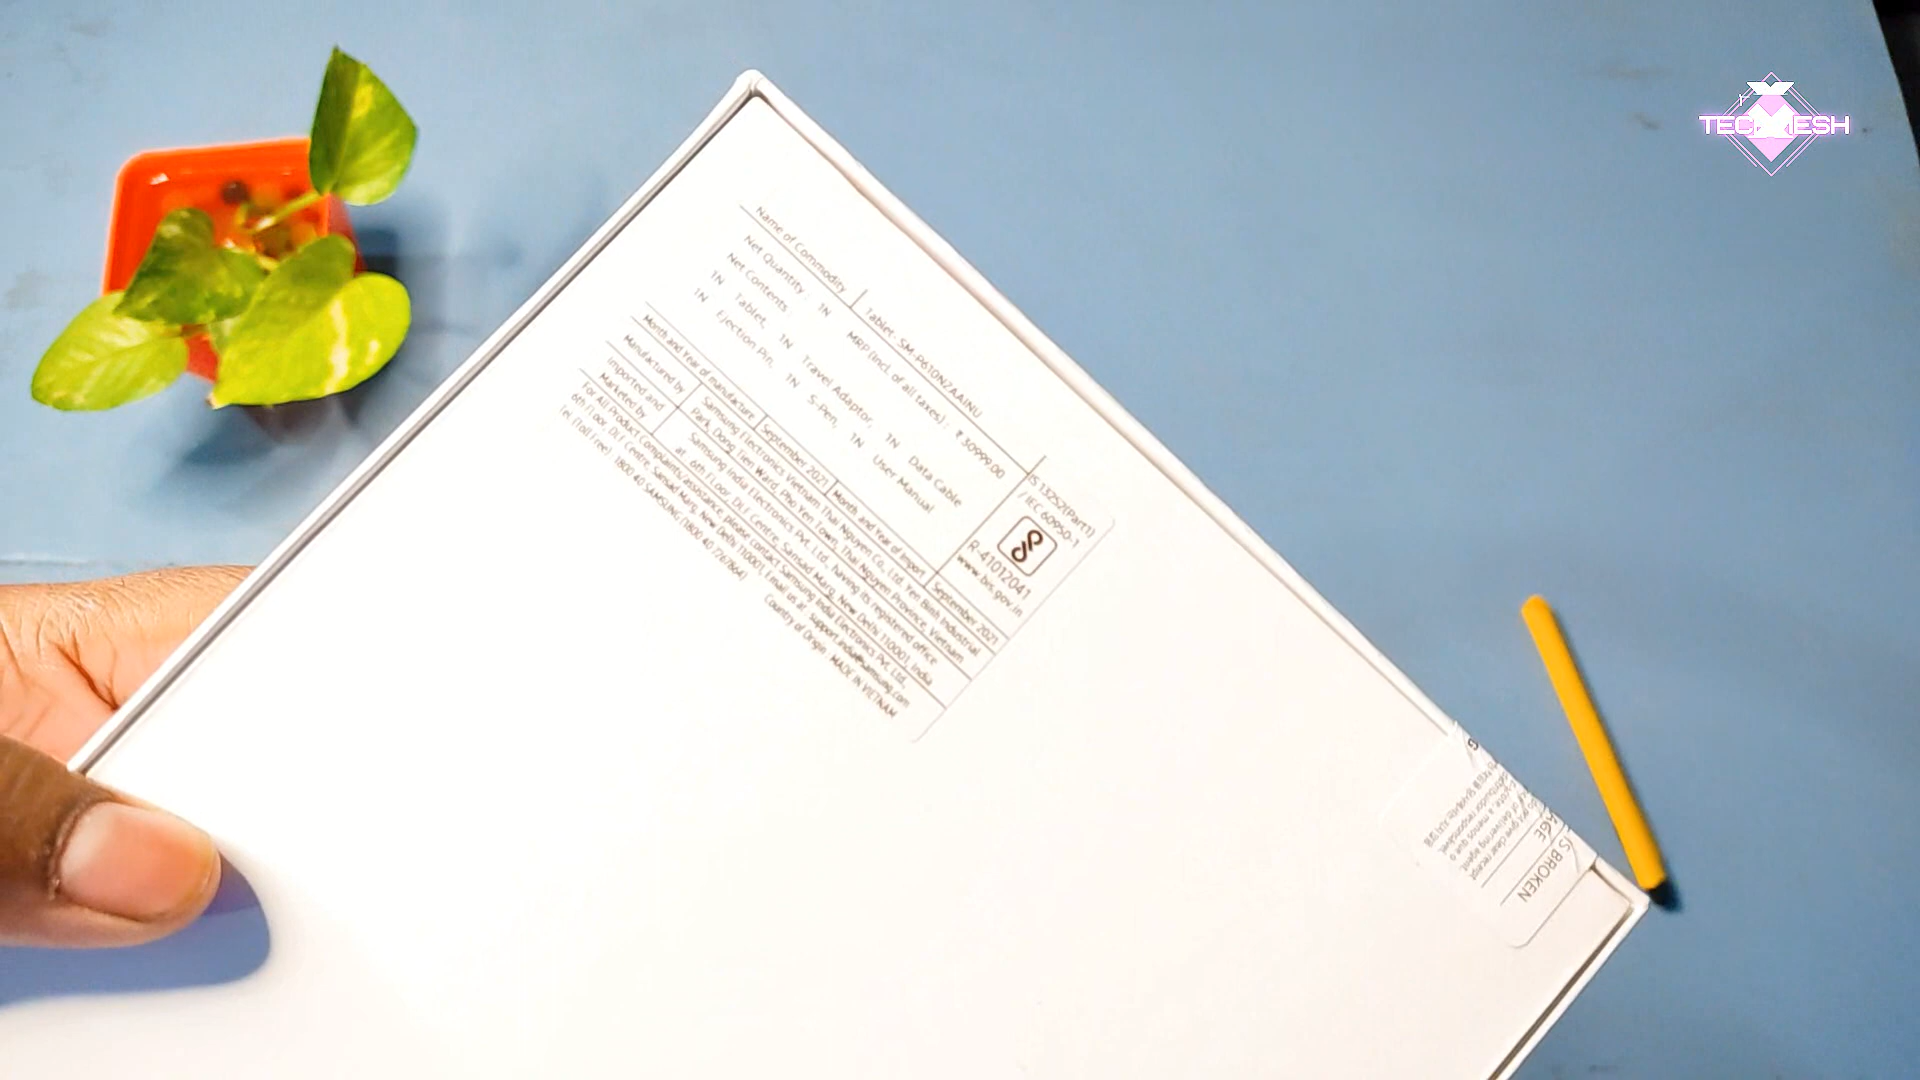 TECHMESH
Name of Commodity | Tablet - SM-P610NZAAINU
Net Quantity : 1N MRP (Incl. of all taxes) : ₹ 30999.00
Net Contents
1N Tablet, 1N Travel Adaptor, 1N Data Cable
1N Ejection Pin, 1N S-Pen, 1N User Manual
Month and Year of manufacture | September 2021 | Month and Year of Import | September 2021
Manufactured by Samsung Electronics Vietnam Thai Nguyen Co., Ltd. Yen Binh Industrial
Park, Dong Tien Ward, Pho Yen Town, Thai Nguyen Province, Vietnam
Imported and Samsung India Electronics Pvt. Ltd., having its registered office
Marketed by at 6th Floor, DLF Centre, Sansad Marg, New Delhi 110001, India
For All Product Complaints/assistance, please contact Samsung India Electronics Pvt. Ltd.,
6th Floor, DLF Centre, Sansad Marg, New Delhi 110001, Email us at support.india@samsung.com
Tel. (Toll Free) 1800 40 SAMSUNG (1800 40 7267864)
Country of Origin MADE IN VIETNAM
IS 13252(Part1)
/ IEC 60950-1
R-41012041
www.bis.gov.in
IS BROKEN